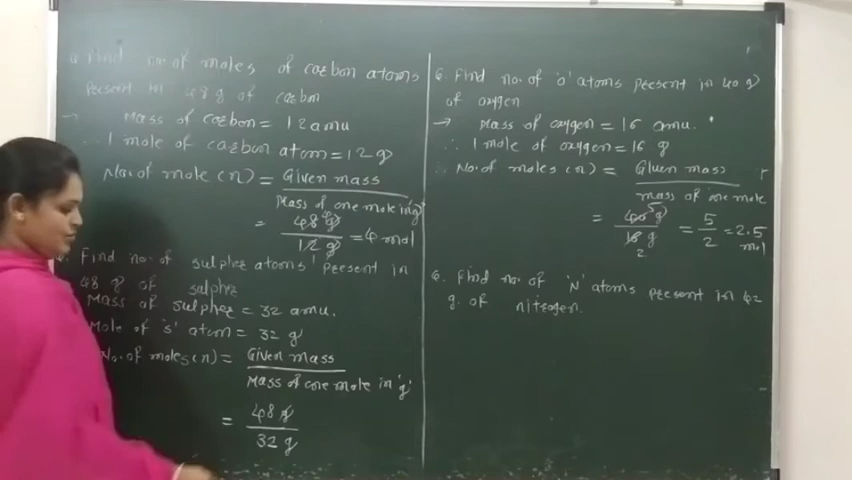 Find no. of moles of carbon atoms
Present in 48 g of carbon
→ Mass of carbon = 12 amu
∴ 1 mole of carbon atom = 12 g
No. of mole (n) = Given mass
Mass of one mole in 'g'
= 48 g
12 g
= 4 mol
Find no. of sulpher atoms' present in
48 g of sulpher
Mass of sulpher = 32 amu.
Mole of 's' atom = 32 g
No. of moles (n) = Given mass
Mass of one mole in 'g'
= 48 g
32 g
Q. Find no. of 'o' atoms present in 40 g
of oxygen
→ Mass of oxygen = 16 amu.
∴ 1 mole of oxygen = 16 g
∴ No. of moles (n) = Given mass
mass of one mole
= 40 5 g
16 g
2
= 5
2
= 2.5
mol
Q. Find no. of 'N' atoms present in 42
g. of nitrogen.